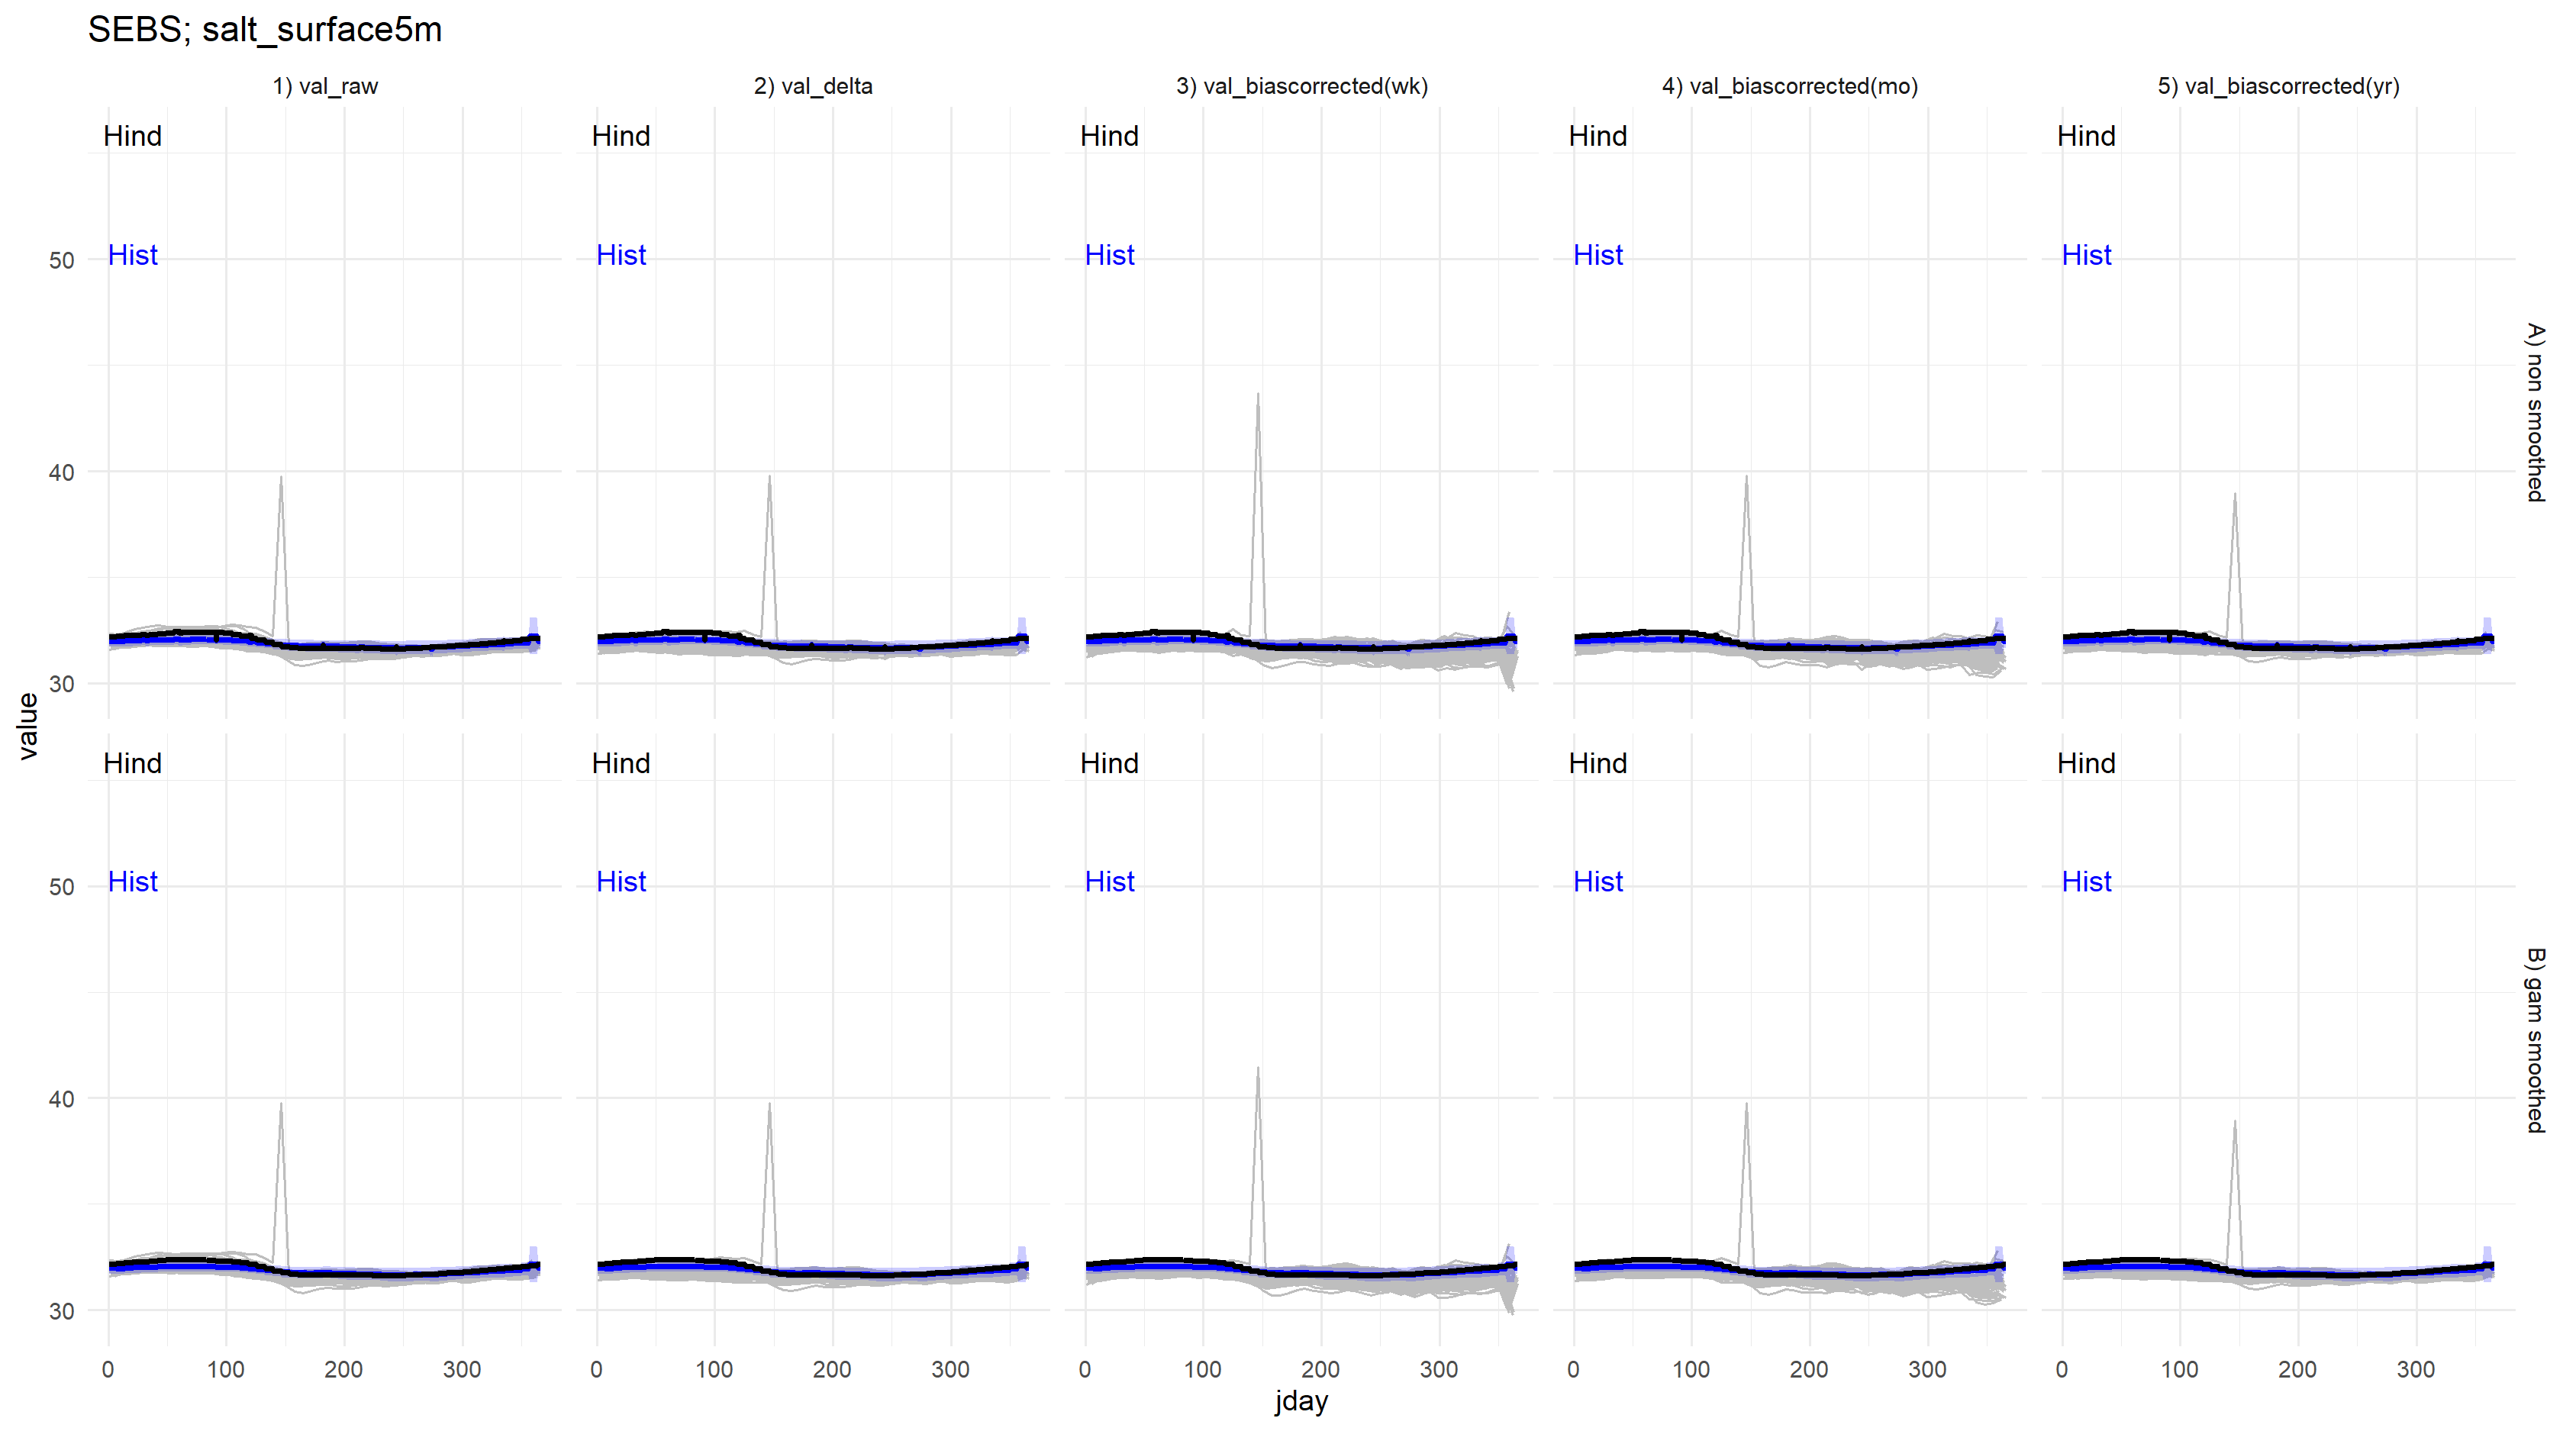 SEBS; salt_surface5m
1) val_raw
2) val_delta
3) val_biascorrected(wk)
4) val_biascorrected(mo)
5) val_biascorrected(yr)
Hind
Hind
Hind
Hind
Hind
50
Hist
Hist
Hist
Hist
Hist
40
30
A) non smoothed
value
Hind
Hind
Hind
Hind
Hind
50
Hist
Hist
Hist
Hist
Hist
40
30
B) gam smoothed
0 100 200 300
0 100 200 300
0 100 200 300
0 100 200 300
0 100 200 300
jday